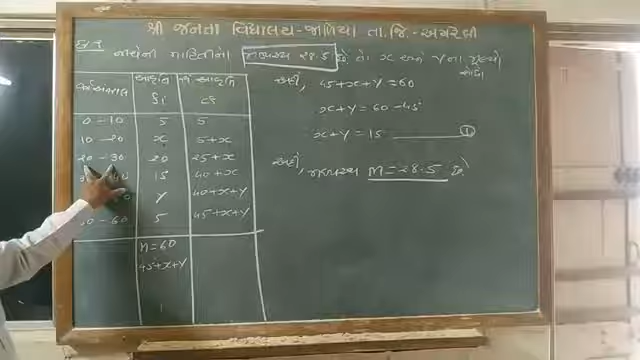 શ્રી જનતા વિદ્યાલય - જાળિયા તા. જિ. - અમરેલી
નીચેની માહિતીનો મધ્યસ્થ 28.5 હોય તો x અને y ના મૂલ્યો શોધો
વર્ગ અંતરાલ આવૃત્તિ fi આવૃત્તિ cf
0 - 10 5 5
10 - 20 x 5+x
20 - 30 20 25+x
15 40+x
y 40+x+y
- 60 5 45+x+y
n = 60
45+x+y
અહીં, 45+x+y = 60
x+y = 60 - 45
x+y = 15 ①
અહીં, મધ્યસ્થ M = 28.5 છે